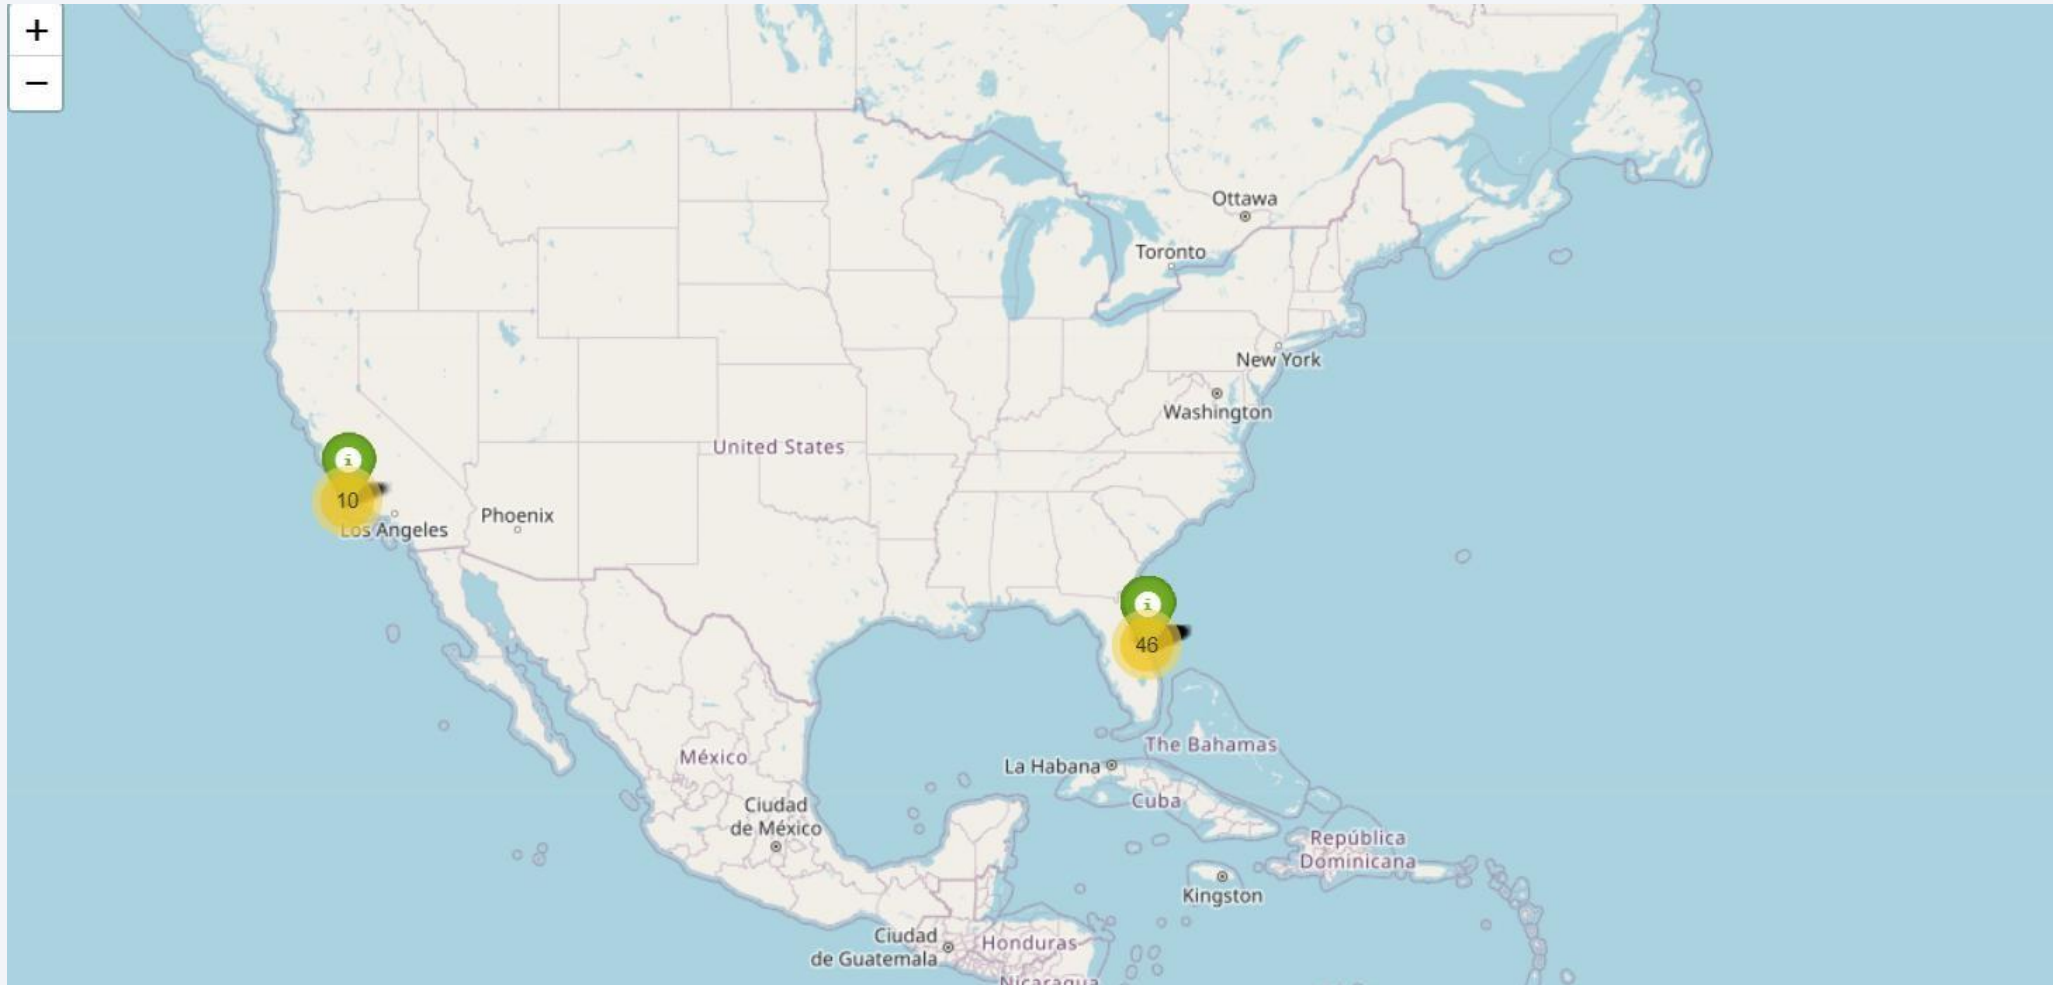 +
−
Ottawa
Toronto
New York
Washington
United States
i
10
Los Angeles
Phoenix
i
46
The Bahamas
La Habana
México
Cuba
Ciudad
de México
República
Dominicana
Kingston
Ciudad
de Guatemala
Honduras
Nicaragua